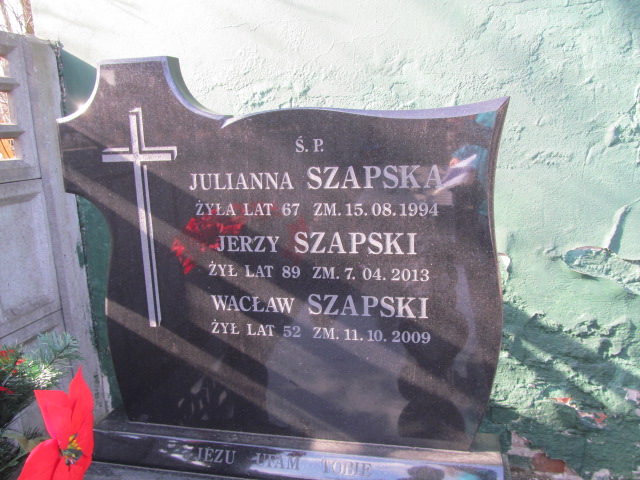 Ś. P.
JULIANNA SZAPSKA
ŻYŁA LAT 67 ZM. 15.08.1994
JERZY SZAPSKI
ŻYŁ LAT 89 ZM. 7.04.2013
WACŁAW SZAPSKI
ŻYŁ LAT 52 ZM. 11.10.2009
JEZU UFAM TOBIE